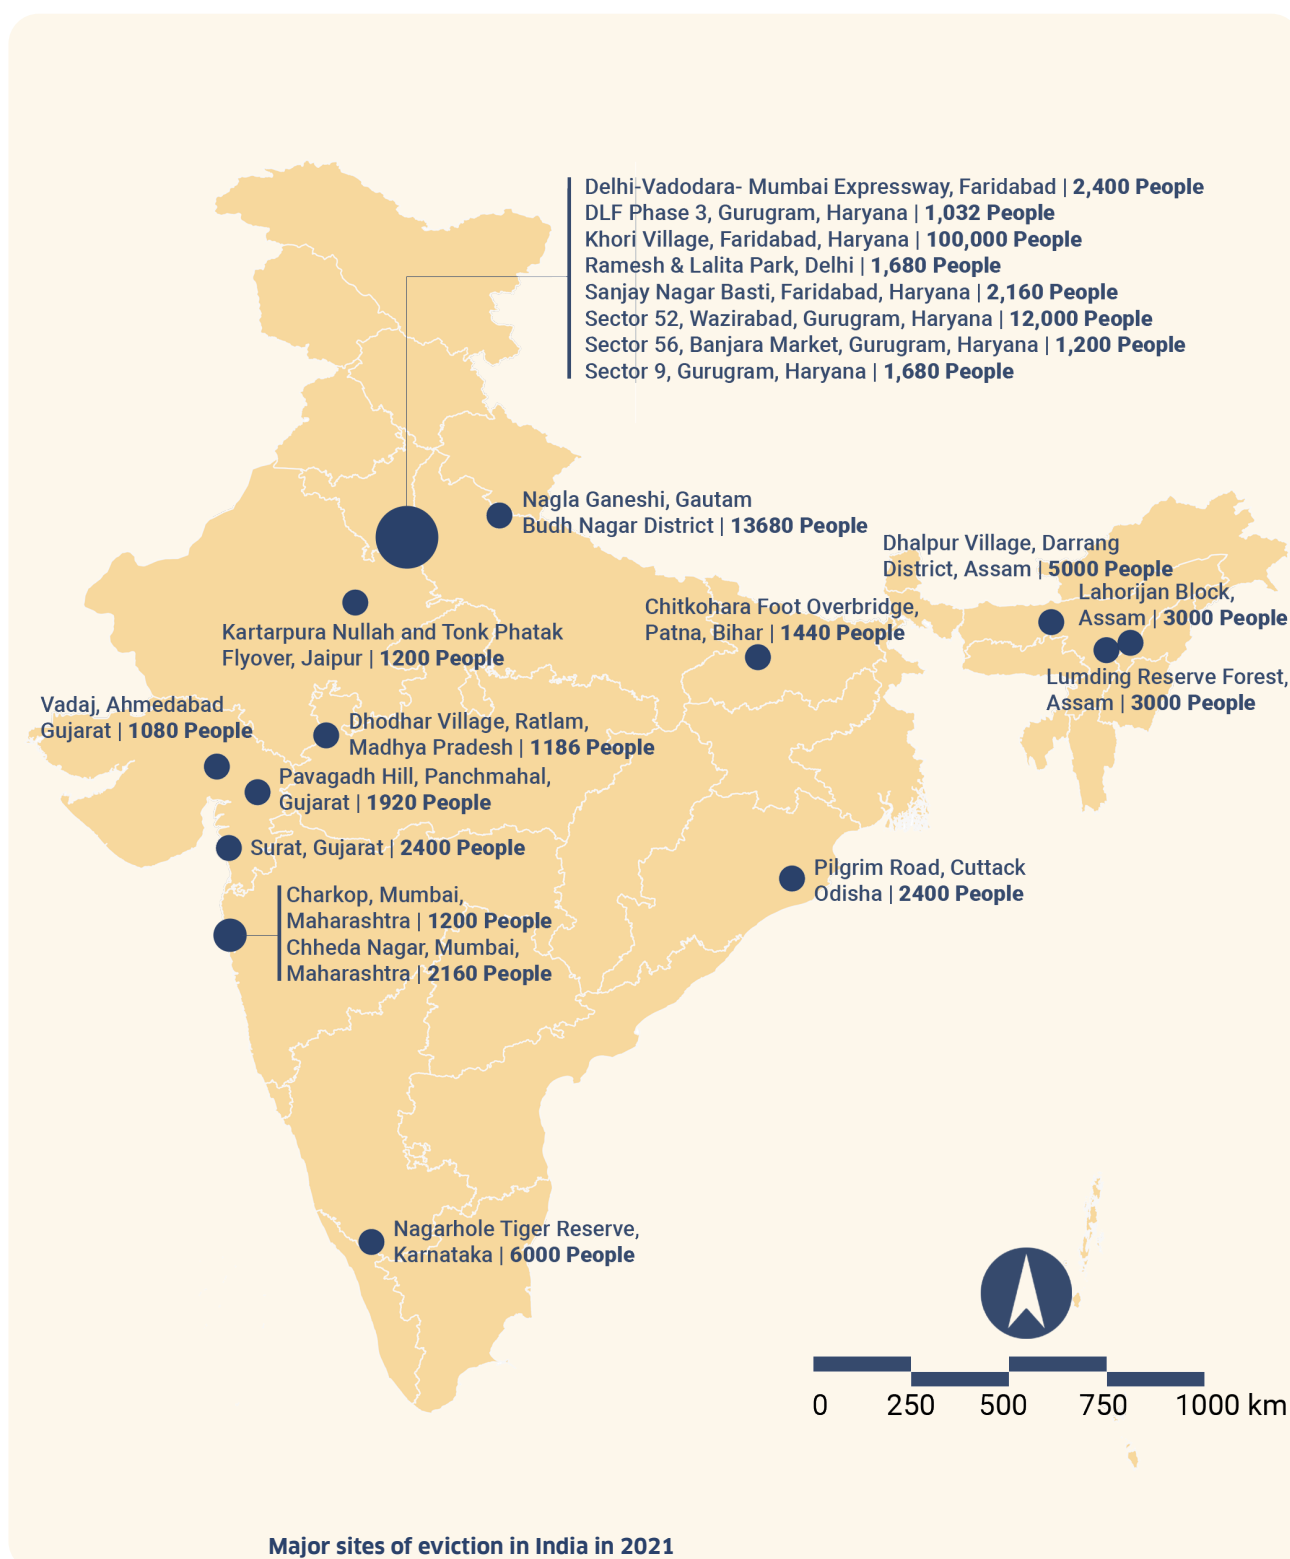 Delhi-Vadodara- Mumbai Expressway, Faridabad | 2,400 People
DLF Phase 3, Gurugram, Haryana | 1,032 People
Khori Village, Faridabad, Haryana | 100,000 People
Ramesh & Lalita Park, Delhi | 1,680 People
Sanjay Nagar Basti, Faridabad, Haryana | 2,160 People
Sector 52, Wazirabad, Gurugram, Haryana | 12,000 People
Sector 56, Banjara Market, Gurugram, Haryana | 1,200 People
Sector 9, Gurugram, Haryana | 1,680 People
Nagla Ganeshi, Gautam
Budh Nagar District | 13680 People
Dhalpur Village, Darrang
District, Assam | 5000 People
Lahorijan Block,
Assam | 3000 People
Chitkohara Foot Overbridge,
Patna, Bihar | 1440 People
Kartarpura Nullah and Tonk Phatak
Flyover, Jaipur | 1200 People
Lumding Reserve Forest,
Assam | 3000 People
Vadaj, Ahmedabad
Gujarat | 1080 People
Dhodhar Village, Ratlam,
Madhya Pradesh | 1186 People
Pavagadh Hill, Panchmahal,
Gujarat | 1920 People
Surat, Gujarat | 2400 People
Pilgrim Road, Cuttack
Odisha | 2400 People
Charkop, Mumbai,
Maharashtra | 1200 People
Chheda Nagar, Mumbai,
Maharashtra | 2160 People
Nagarhole Tiger Reserve,
Karnataka | 6000 People
0 250 500 750 1000 km
Major sites of eviction in India in 2021